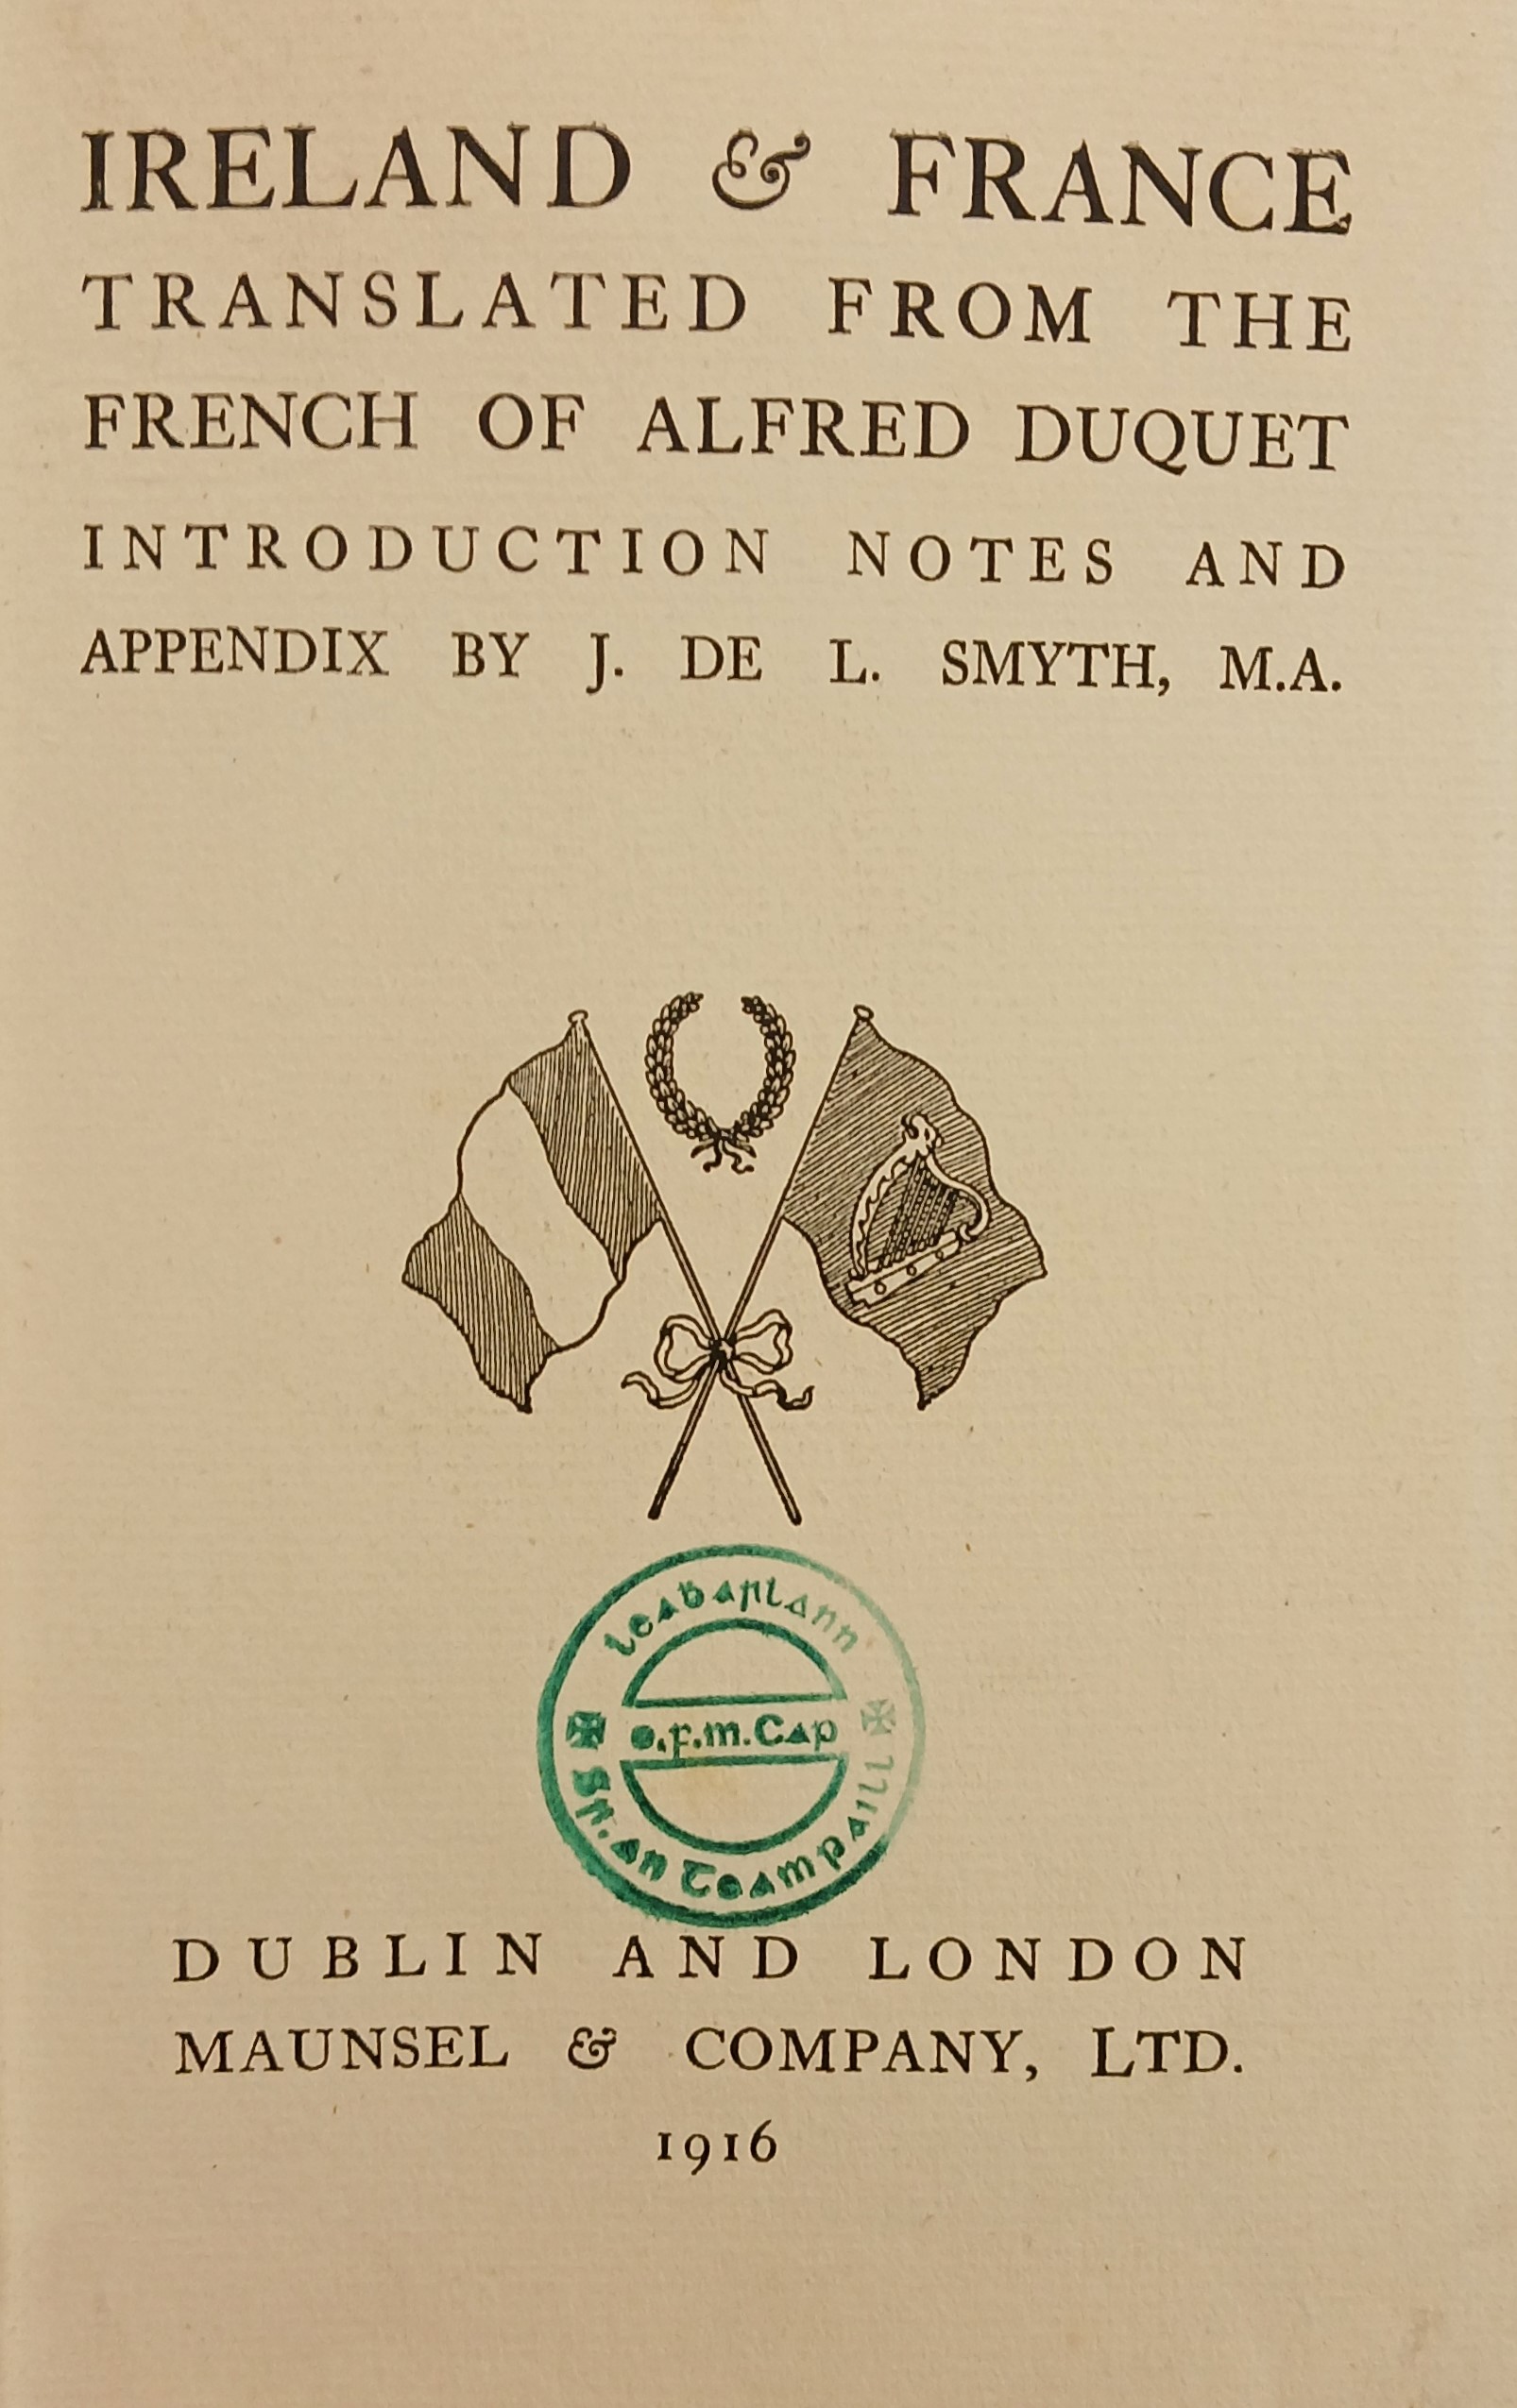 IRELAND & FRANCE
TRANSLATED FROM THE
FRENCH OF ALFRED DUQUET
INTRODUCTION NOTES AND
APPENDIX BY J. DE L. SMYTH, M.A.
Leabarlann
o.f.m.Cap
Sr. an Teampaill
DUBLIN AND LONDON
MAUNSEL & COMPANY, LTD.
1916